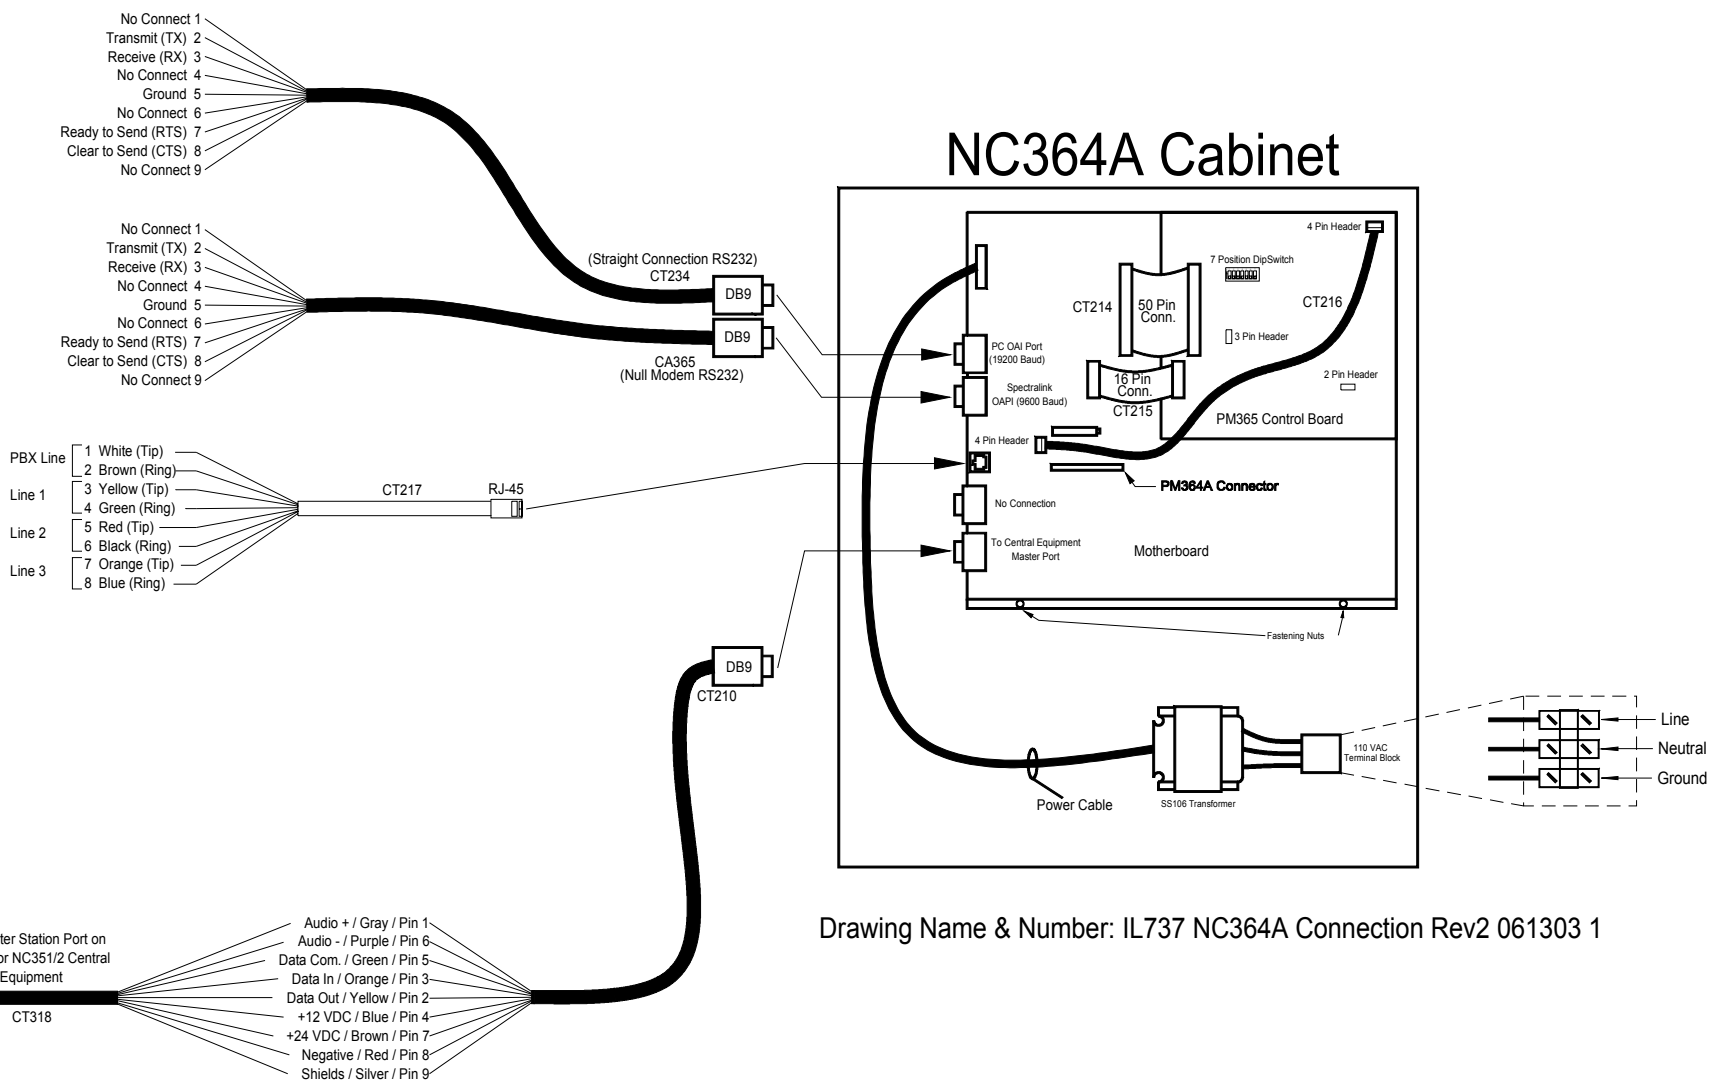 No Connect 1
Transmit (TX) 2
Receive (RX) 3
No Connect 4
Ground 5
No Connect 6
Ready to Send (RTS) 7
Clear to Send (CTS) 8
No Connect 9
No Connect 1
Transmit (TX) 2
Receive (RX) 3
No Connect 4
Ground 5
No Connect 6
Ready to Send (RTS) 7
Clear to Send (CTS) 8
No Connect 9
(Straight Connection RS232)
CT234
DB9
DB9
CA365
(Null Modem RS232)
PBX Line
1 White (Tip)
2 Brown (Ring)
Line 1
3 Yellow (Tip)
4 Green (Ring)
Line 2
5 Red (Tip)
6 Black (Ring)
Line 3
7 Orange (Tip)
8 Blue (Ring)
CT217
RJ-45
NC364A Cabinet
4 Pin Header
7 Position DipSwitch
CT214
50 Pin
Conn.
CT216
3 Pin Header
PC OAI Port
(19200 Baud)
2 Pin Header
16 Pin
Conn.
Spectralink
OAPI (9600 Baud)
CT215
PM365 Control Board
4 Pin Header
PM364A Connector
No Connection
To Central Equipment
Master Port
Motherboard
Fastening Nuts
DB9
CT210
Line
Neutral
Ground
110 VAC
Terminal Block
SS106 Transformer
Power Cable
Drawing Name & Number: IL737 NC364A Connection Rev2 061303 1
ter Station Port on
or NC351/2 Central
Equipment
CT318
Audio + / Gray / Pin 1
Audio - / Purple / Pin 6
Data Com. / Green / Pin 5
Data In / Orange / Pin 3
Data Out / Yellow / Pin 2
+12 VDC / Blue / Pin 4
+24 VDC / Brown / Pin 7
Negative / Red / Pin 8
Shields / Silver / Pin 9